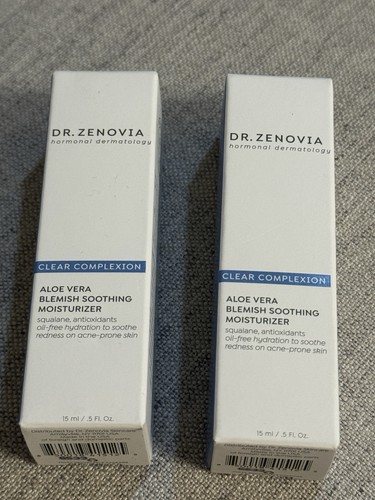 DR. ZENOVIA
hormonal dermatology
CLEAR COMPLEXION
ALOE VERA
BLEMISH SOOTHING
MOISTURIZER
squalane, antioxidants
oil-free hydration to soothe
redness on acne-prone skin
15 ml / .5 Fl. Oz.
DR. ZENOVIA
hormonal dermatology
CLEAR COMPLEXION
ALOE VERA
BLEMISH SOOTHING
MOISTURIZER
squalane, antioxidants
oil-free hydration to soothe
redness on acne-prone skin
15 ml / .5 Fl. Oz.